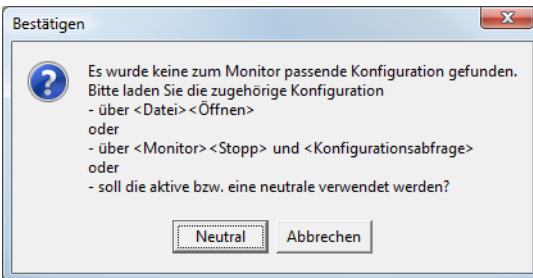 Bestätigen
Es wurde keine zum Monitor passende Konfiguration gefunden.
Bitte laden Sie die zugehörige Konfiguration
- über <Datei><Öffnen>
oder
- über <Monitor><Stopp> und <Konfigurationsabfrage>
oder
- soll die aktive bzw. eine neutrale verwendet werden?
Neutral
Abbrechen